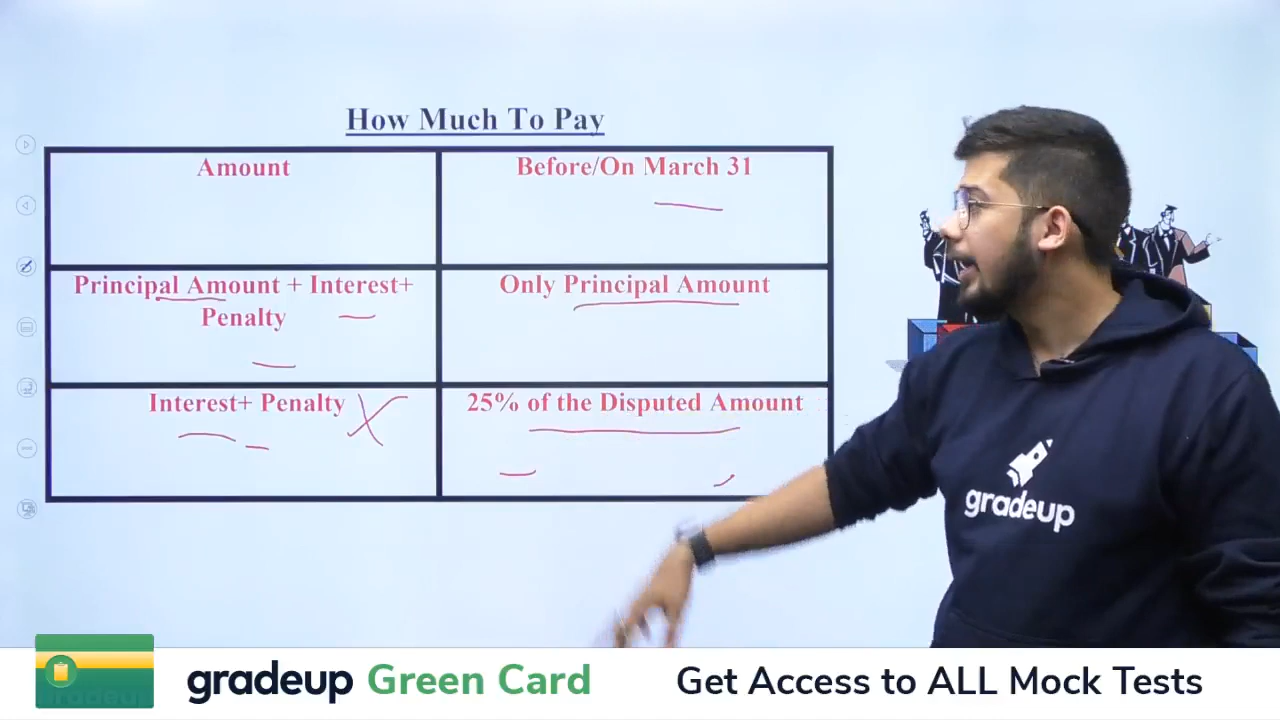 How Much To Pay
Amount
Before/On March 31
Principal Amount + Interest+
Penalty
Only Principal Amount
Interest+ Penalty
25% of the Disputed Amount
gradeup
gradeup Green Card
Get Access to ALL Mock Tests